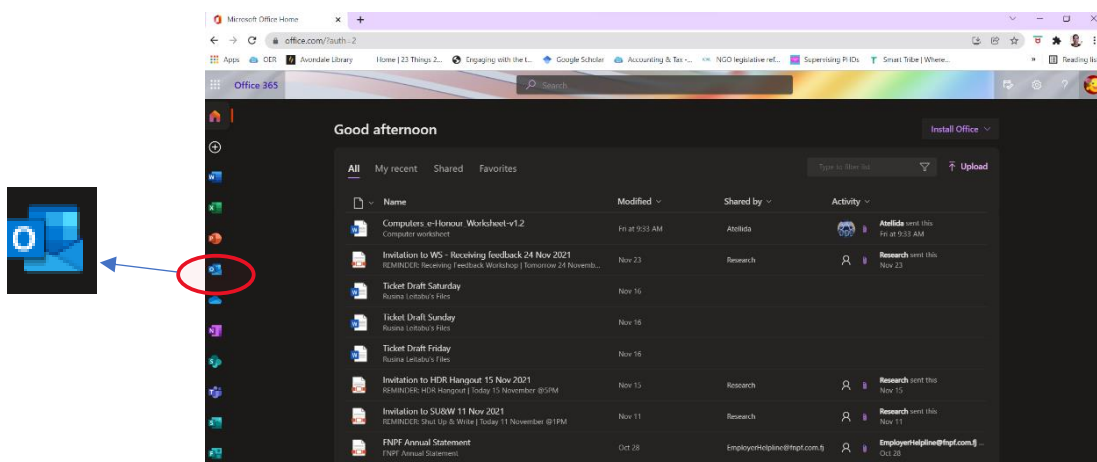 Microsoft Office Home
office.com/?auth=2
Apps OER Avondale Library Home | 23 Things 2... Engaging with the L... Google Scholar Accounting & Tax -... NGO legislative ref... Supervising PHDs Smart Tribe | Where... » Reading lis
Office 365 Search
Good afternoon Install Office
All My recent Shared Favorites Type to filter list Upload
Name Modified Shared by Activity
Computers_e-Honour_Worksheet-v1.2 Fri at 9:33 AM Atellida Atellida sent this
Computer worksheet Fri at 9:33 AM
Invitation to WS - Receiving feedback 24 Nov 2021 Nov 23 Research Research sent this
REMINDER: Receiving Feedback Workshop | Tomorrow 24 Novemb... Nov 23
Ticket Draft Saturday Nov 16
Rusina Leitabu's Files
Ticket Draft Sunday Nov 16
Rusina Leitabu's Files
Ticket Draft Friday Nov 16
Rusina Leitabu's Files
Invitation to HDR Hangout 15 Nov 2021 Nov 15 Research Research sent this
REMINDER: HDR Hangout | Today 15 November @5PM Nov 15
Invitation to SU&W 11 Nov 2021 Nov 11 Research Research sent this
REMINDER: Shut Up & Write | Today 11 November @1PM Nov 11
FNPF Annual Statement Oct 28 EmployerHelpline@fnpf.com.fj EmployerHelpline@fnpf.com.fj ...
FNPF Annual Statement Oct 28